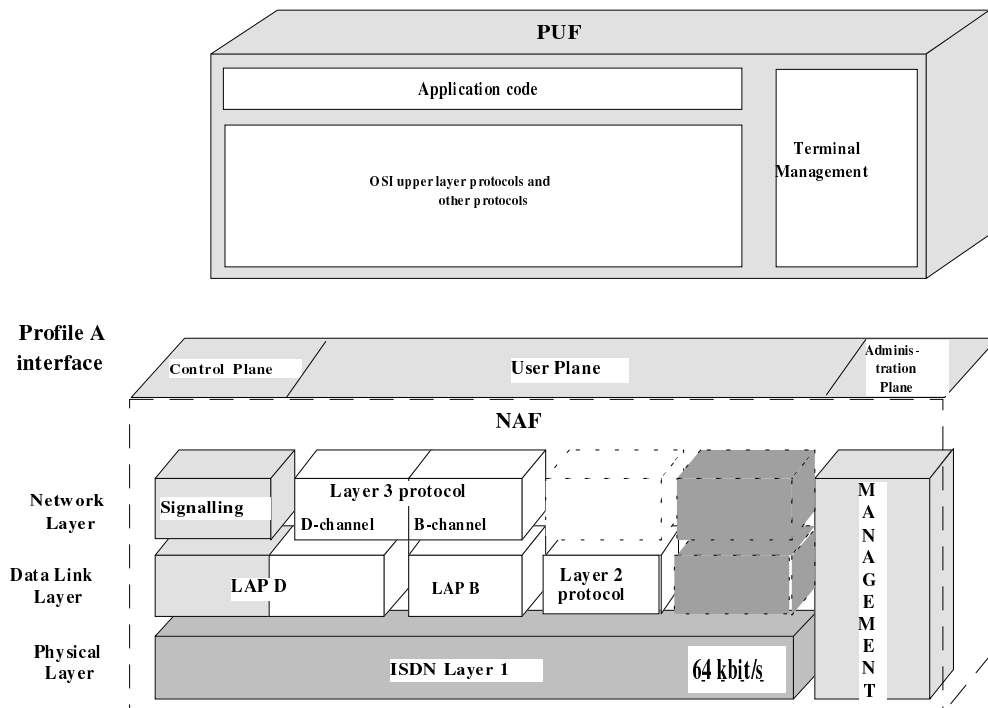 PUF
Application code
OSI upper layer protocols and
other protocols
Terminal
Management
Profile A
interface
Control Plane
User Plane
Adminis-
tration
Plane
NAF
Network
Layer
Signalling
Layer 3 protocol
D-channel
B-channel
Data Link
Layer
LAP D
LAP B
Layer 2
protocol
Physical
Layer
ISDN Layer 1
64 kbit/s
M
A
N
A
G
E
M
E
N
T